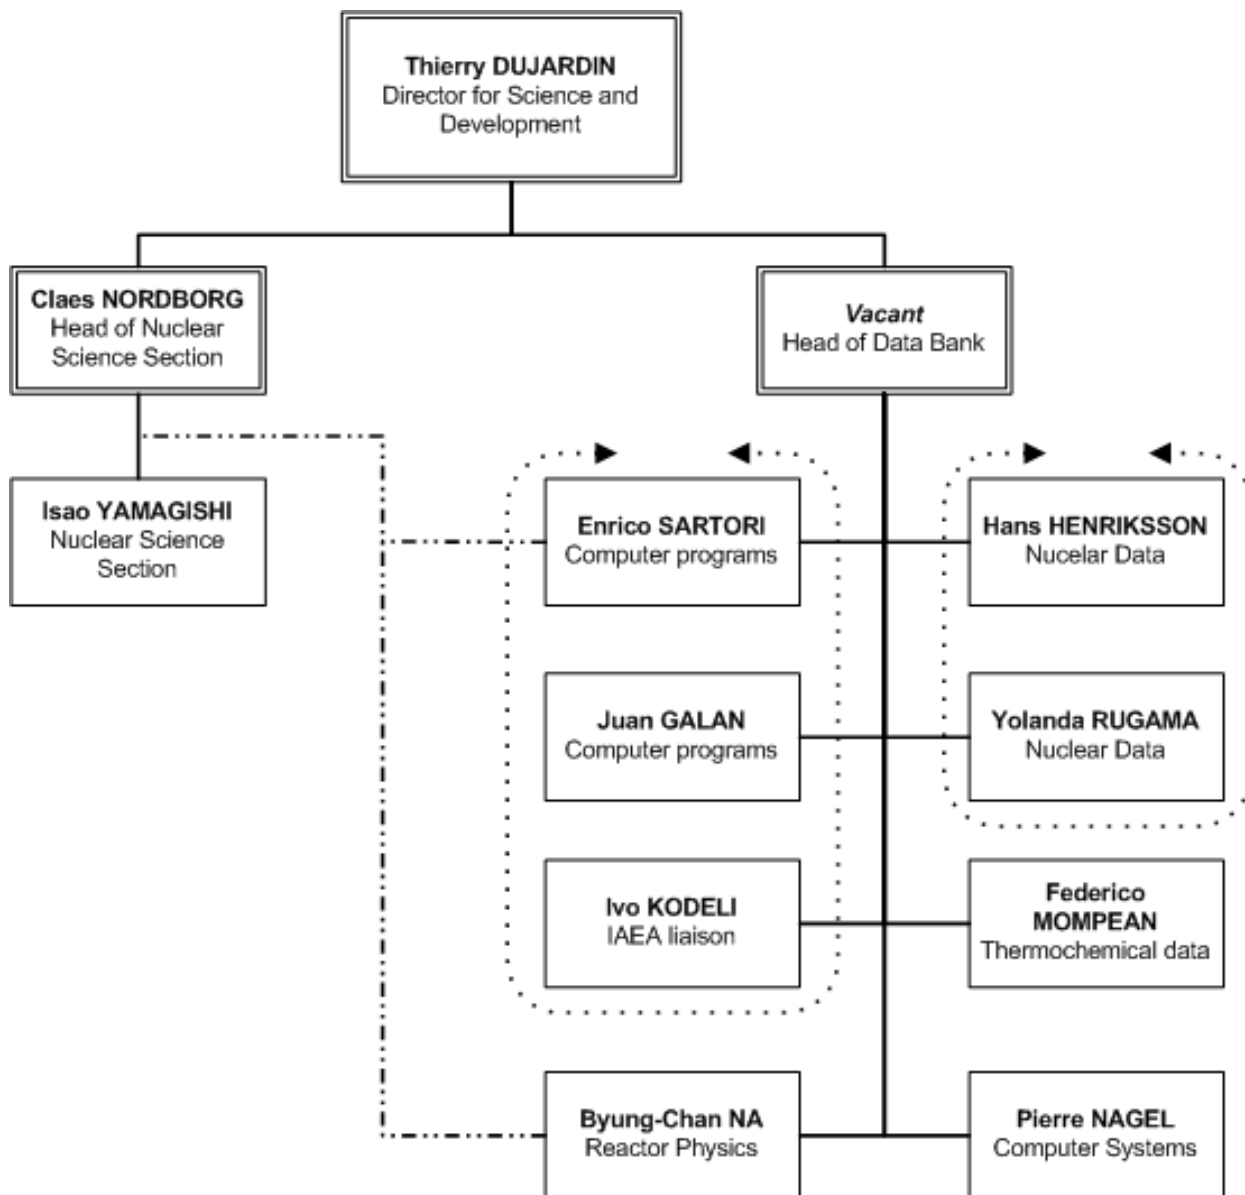 Thierry DUJARDIN
Director for Science and
Development
Claes NORDBORG
Head of Nuclear
Science Section
Vacant
Head of Data Bank
Isao YAMAGISHI
Nuclear Science
Section
Enrico SARTORI
Computer programs
Hans HENRIKSSON
Nucelar Data
Juan GALAN
Computer programs
Yolanda RUGAMA
Nuclear Data
Ivo KODELI
IAEA liaison
Federico
MOMPEAN
Thermochemical data
Byung-Chan NA
Reactor Physics
Pierre NAGEL
Computer Systems